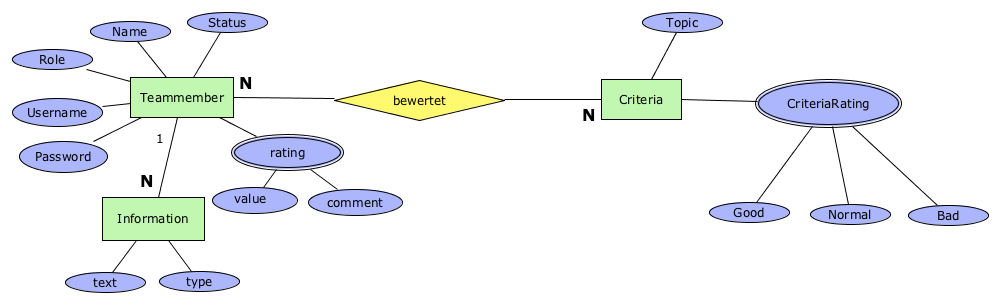 Status
Topic
Name
Role
N
Teammember
bewertet
Criteria
CriteriaRating
Username
N
1
Password
rating
N
value
comment
Good
Normal
Bad
Information
text
type